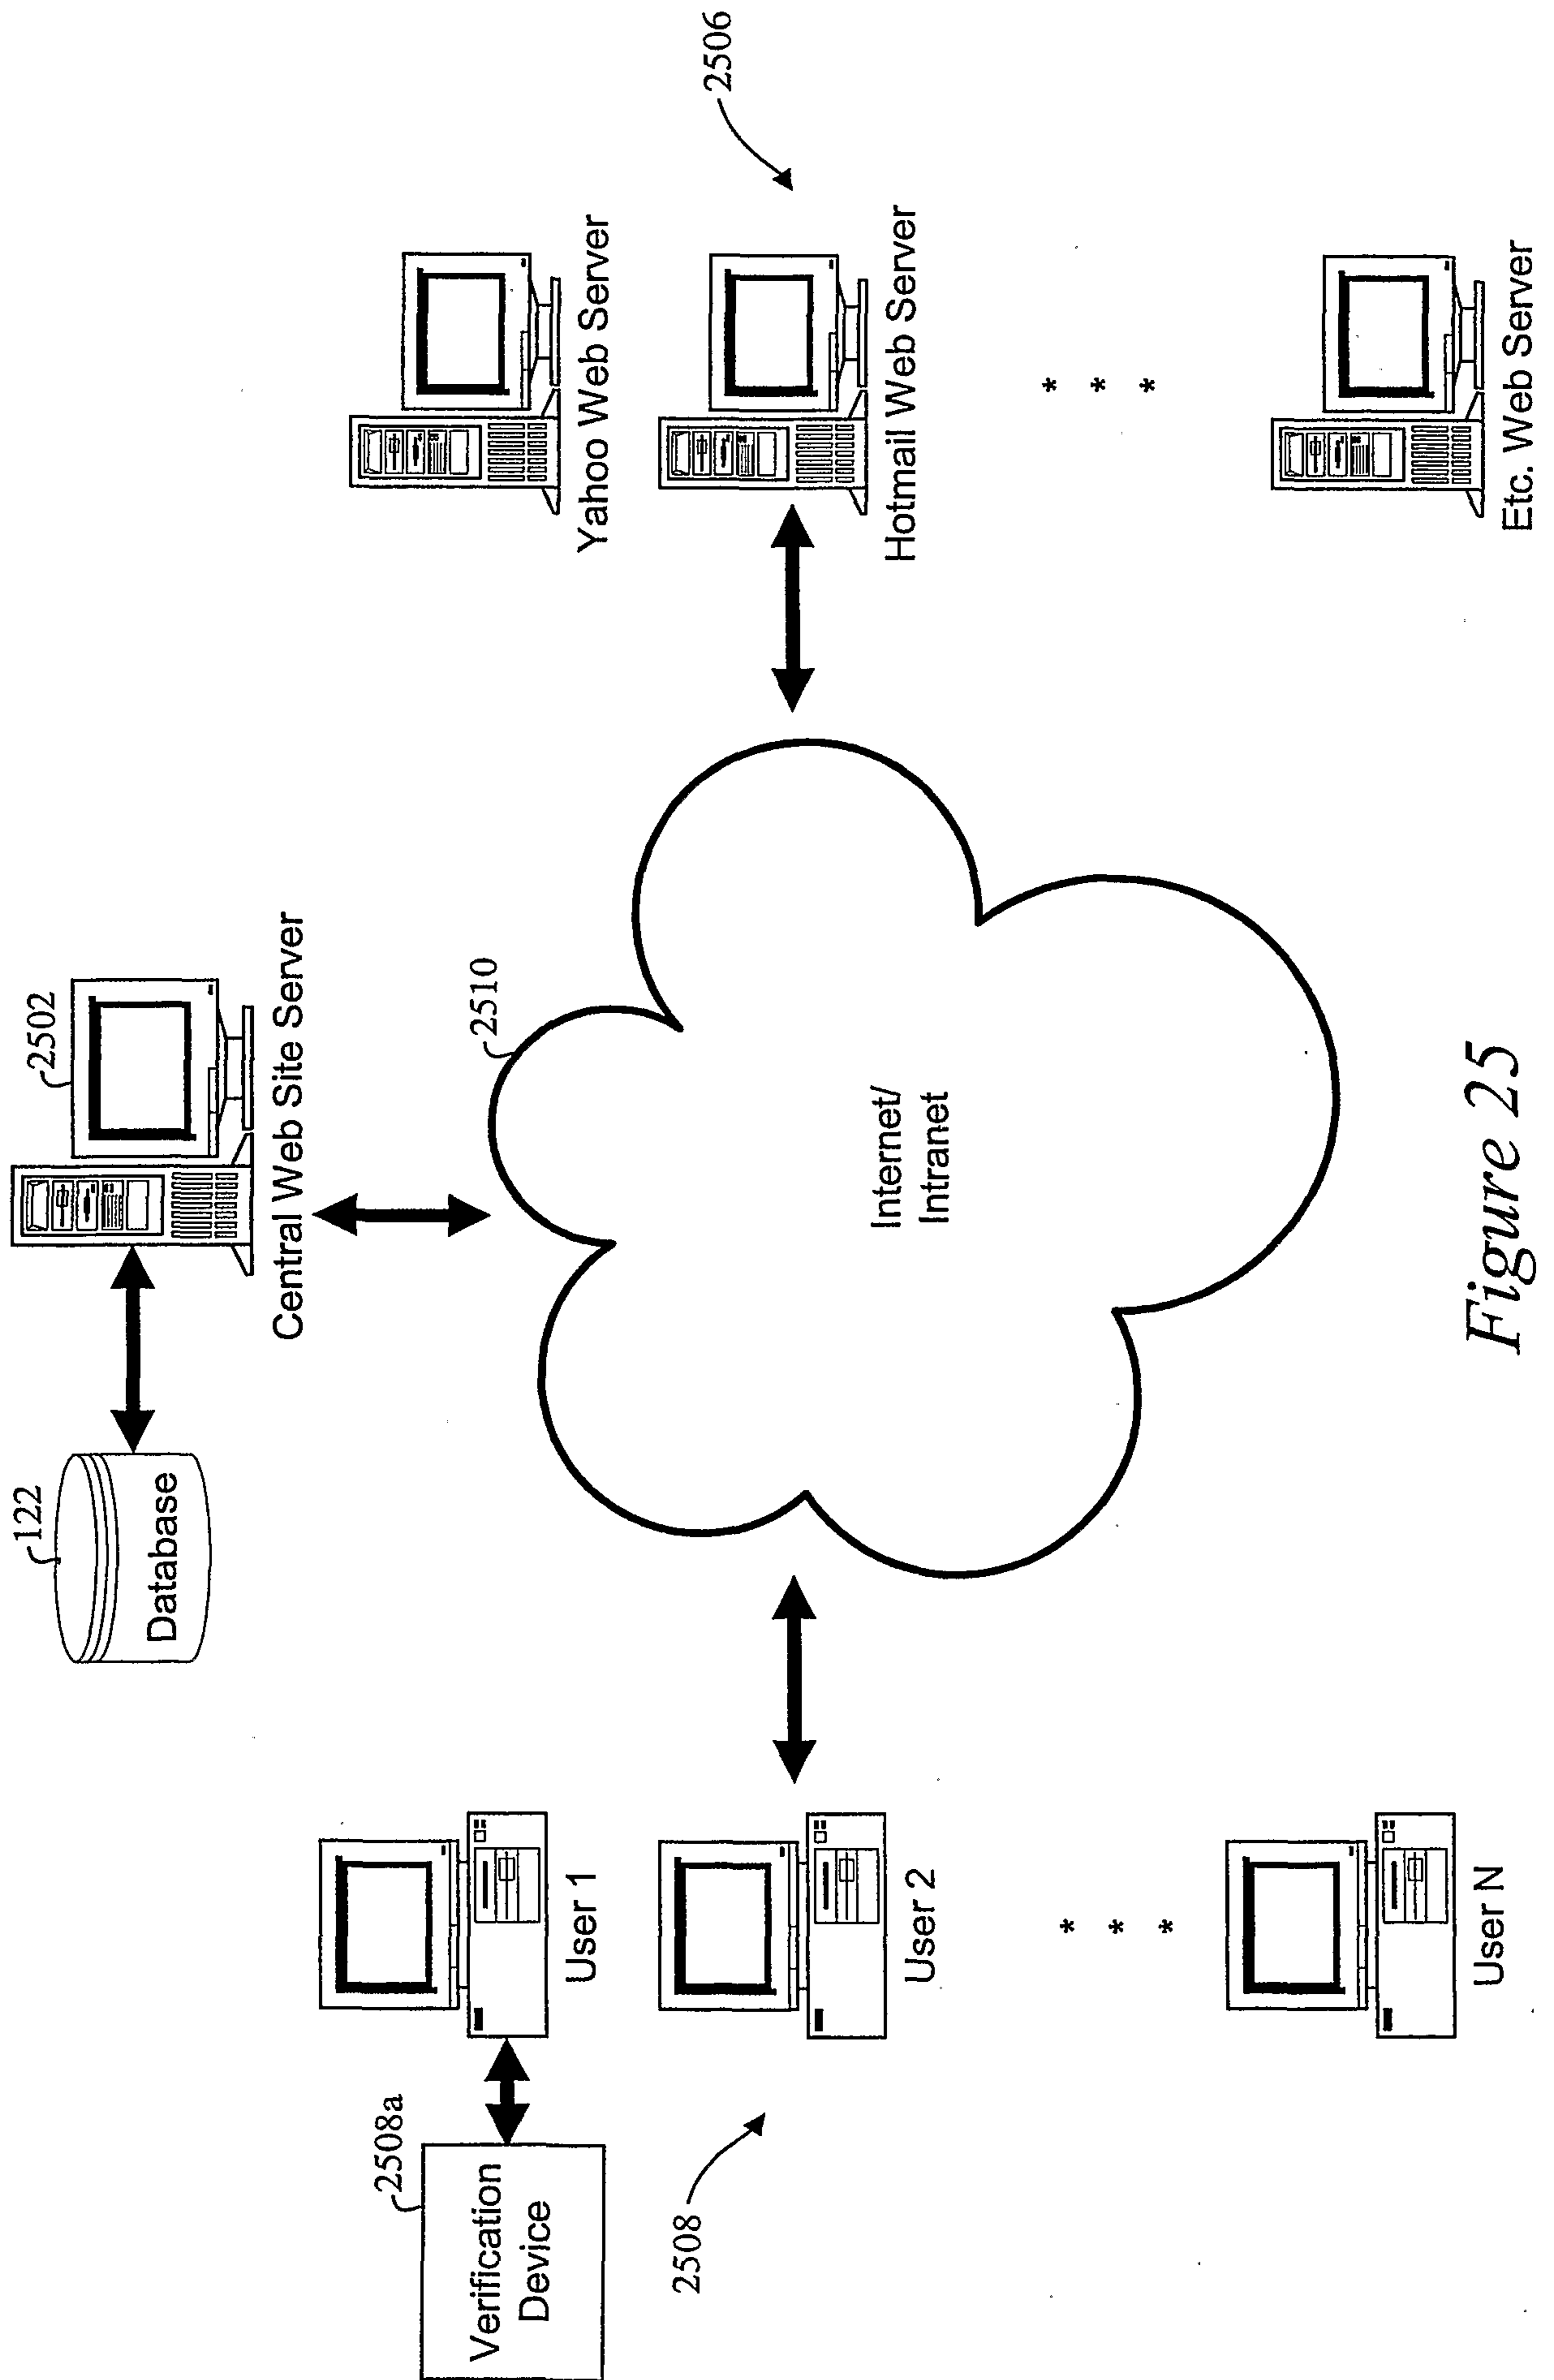 122
Database
2502
Central Web Site Server
2510
Internet/
Intranet
2508a
Verification
Device
2508
User 1
User 2
*
*
*
User N
2506
Yahoo Web Server
Hotmail Web Server
*
*
*
Etc. Web Server
Figure 25